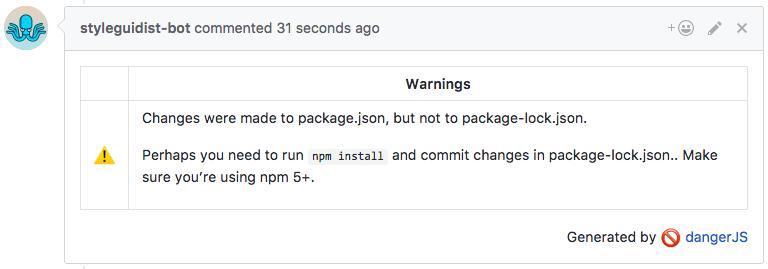 styleguidist-bot commented 31 seconds ago
Warnings
Changes were made to package.json, but not to package-lock.json.
Perhaps you need to run npm install and commit changes in package-lock.json.. Make
sure you’re using npm 5+.
Generated by 🚫 dangerJS